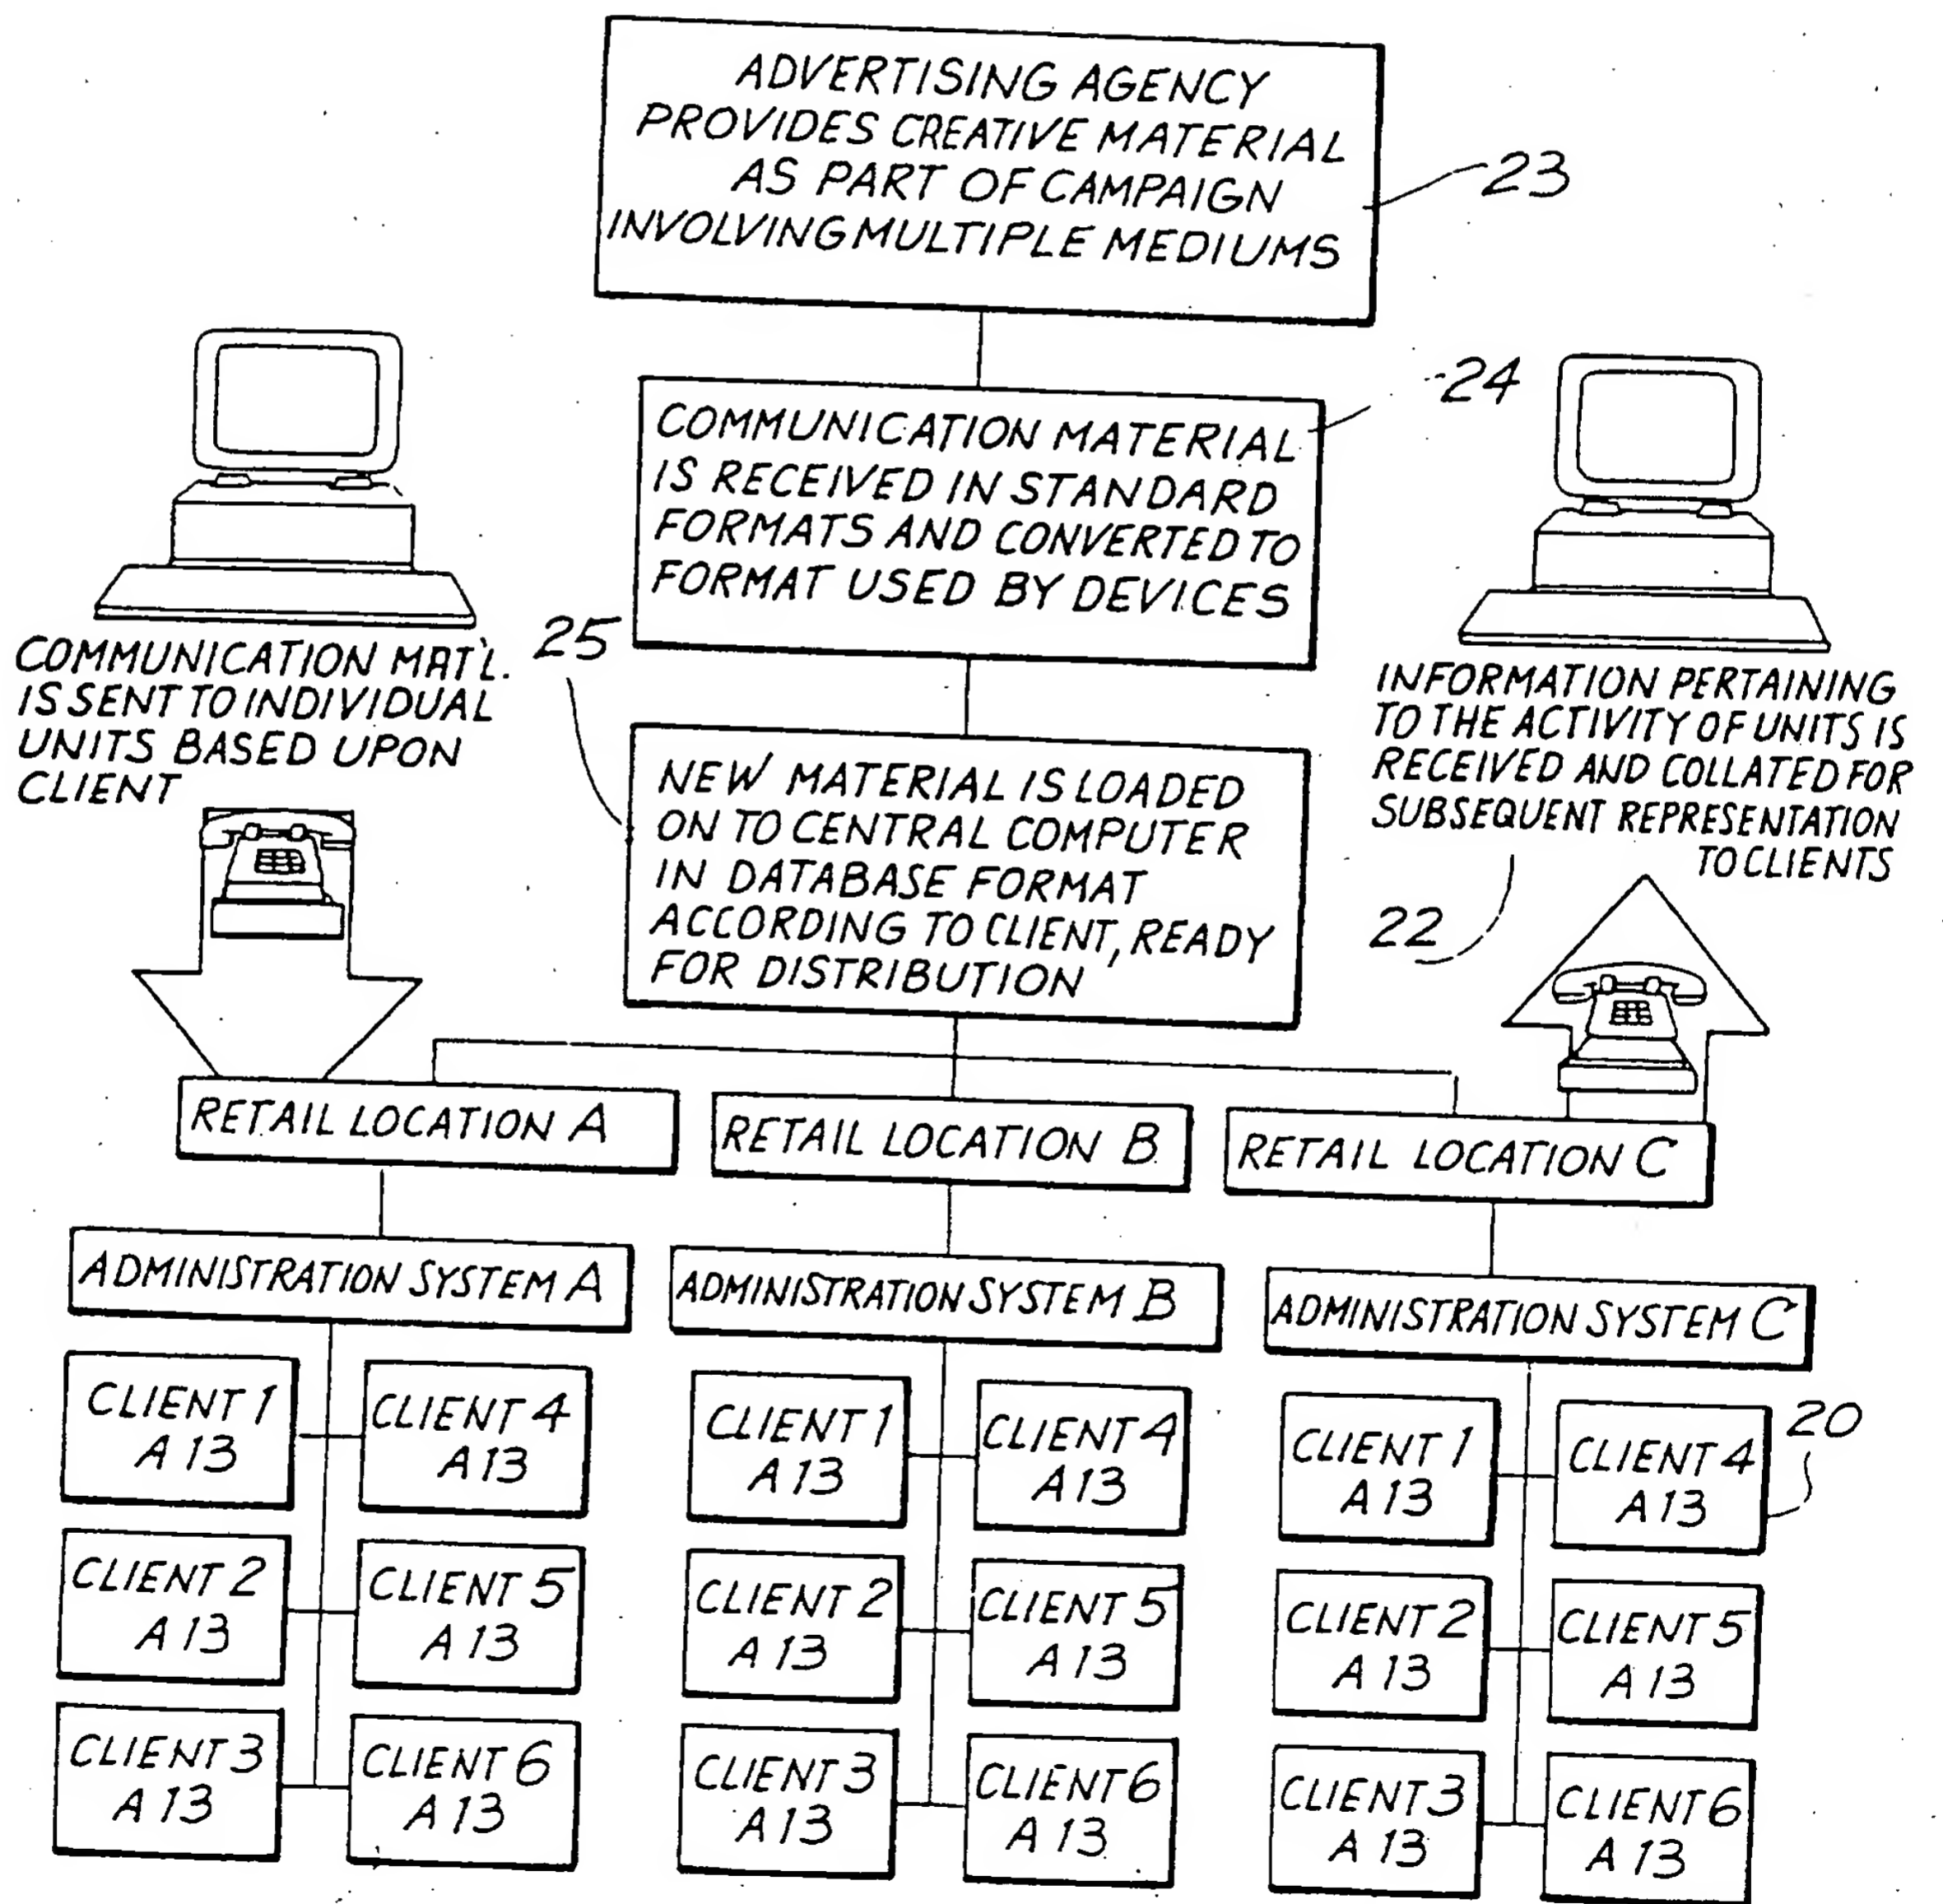 ADVERTISING AGENCY
PROVIDES CREATIVE MATERIAL
AS PART OF CAMPAIGN
INVOLVING MULTIPLE MEDIUMS
23
COMMUNICATION MATERIAL
IS RECEIVED IN STANDARD
FORMATS AND CONVERTED TO
FORMAT USED BY DEVICES
24
COMMUNICATION MAT'L.
IS SENT TO INDIVIDUAL
UNITS BASED UPON
CLIENT
25
NEW MATERIAL IS LOADED
ON TO CENTRAL COMPUTER
IN DATABASE FORMAT
ACCORDING TO CLIENT, READY
FOR DISTRIBUTION
INFORMATION PERTAINING
TO THE ACTIVITY OF UNITS IS
RECEIVED AND COLLATED FOR
SUBSEQUENT REPRESENTATION
TO CLIENTS
22
RETAIL LOCATION A
RETAIL LOCATION B
RETAIL LOCATION C
ADMINISTRATION SYSTEM A
ADMINISTRATION SYSTEM B
ADMINISTRATION SYSTEM C
CLIENT 1
A 13
CLIENT 4
A 13
CLIENT 2
A 13
CLIENT 5
A 13
CLIENT 3
A 13
CLIENT 6
A 13
CLIENT 1
A 13
CLIENT 4
A 13
CLIENT 2
A 13
CLIENT 5
A 13
CLIENT 3
A 13
CLIENT 6
A 13
CLIENT 1
A 13
CLIENT 4
A 13
20
CLIENT 2
A 13
CLIENT 5
A 13
CLIENT 3
A 13
CLIENT 6
A 13